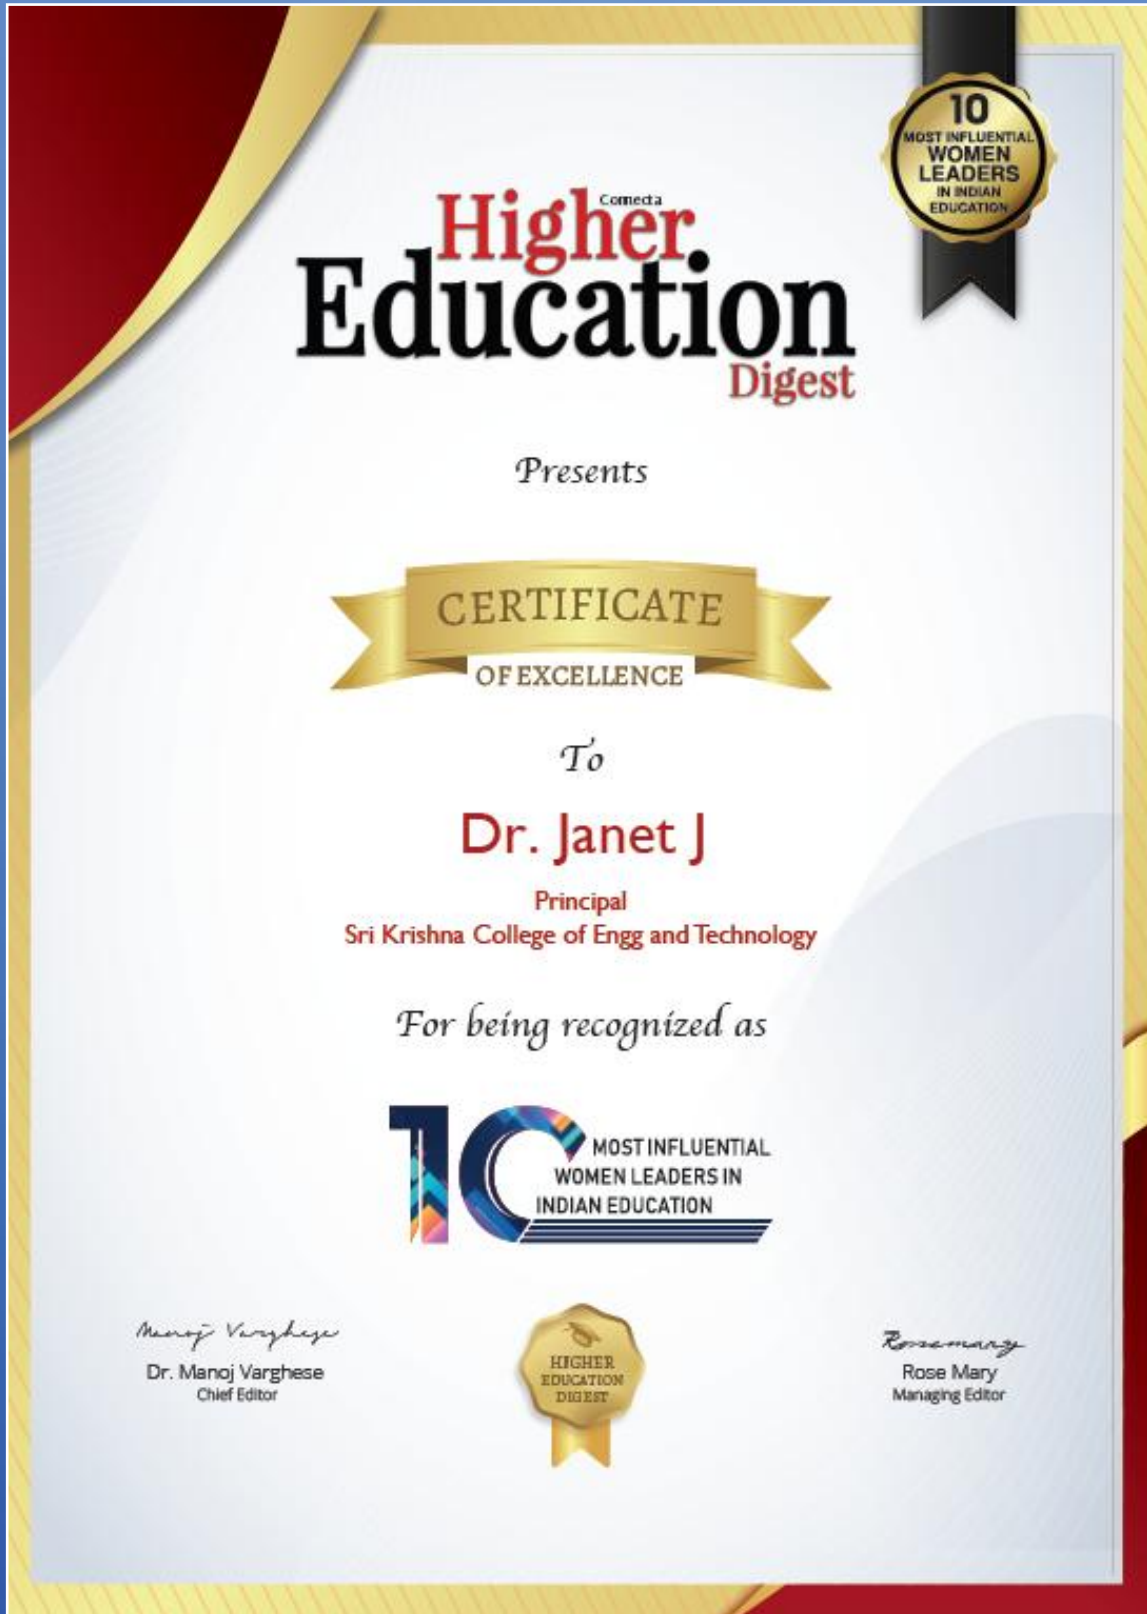 10
MOST INFLUENTIAL
WOMEN
LEADERS
IN INDIAN
EDUCATION
Connecta
Higher
Education
Digest
Presents
CERTIFICATE
OF EXCELLENCE
To
Dr. Janet J
Principal
Sri Krishna College of Engg and Technology
For being recognized as
10
MOST INFLUENTIAL
WOMEN LEADERS IN
INDIAN EDUCATION
Manoj Varghese
Dr. Manoj Varghese
Chief Editor
HIGHER
EDUCATION
DIGEST
Rosemary
Rose Mary
Managing Editor